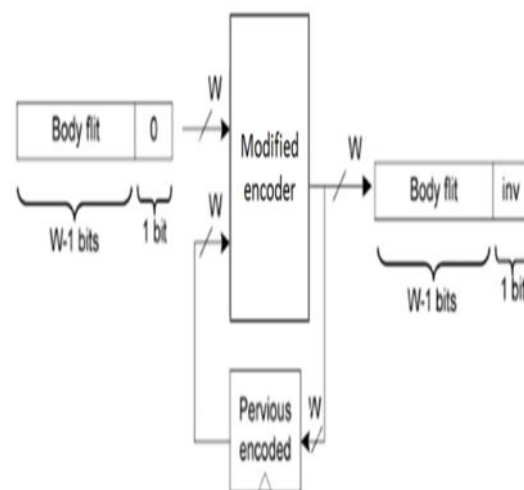 W
Body flit 0
W-1 bits
1 bit
W
Modified
encoder
W
Body flit inv
W-1 bits
1 bit
Pervious
encoded
W